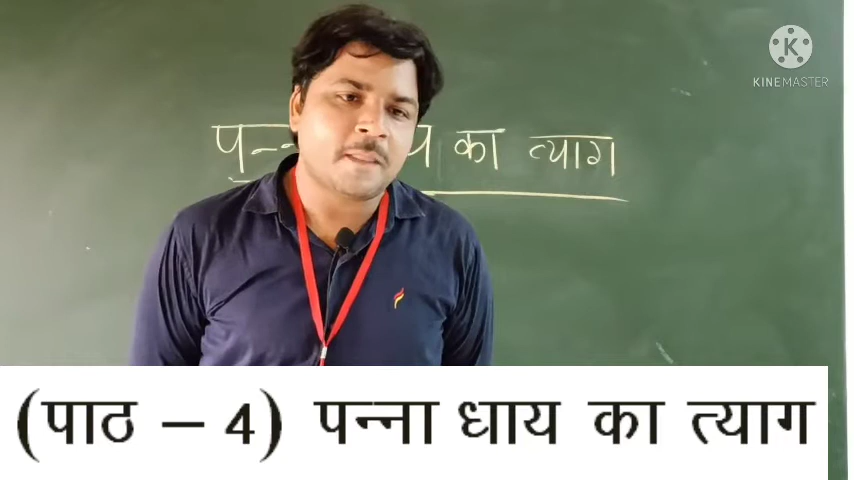 KINEMASTER
का त्याग
(पाठ – 4) पन्ना धाय का त्याग